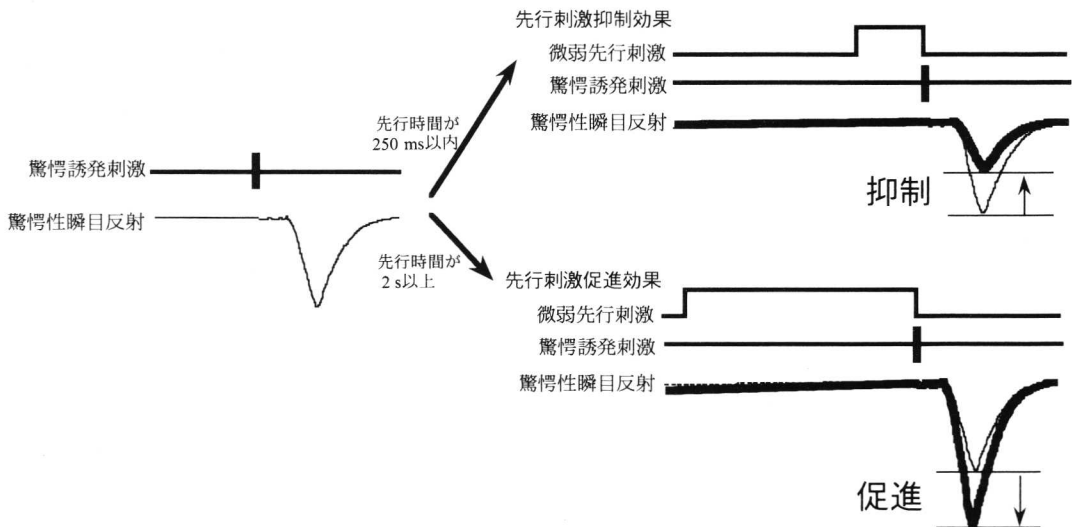 驚愕誘発刺激
驚愕性瞬目反射
先行時間が
250 ms以内
先行刺激抑制効果
微弱先行刺激
驚愕誘発刺激
驚愕性瞬目反射
抑制
先行時間が
2 s以上
先行刺激促進効果
微弱先行刺激
驚愕誘発刺激
驚愕性瞬目反射
促進